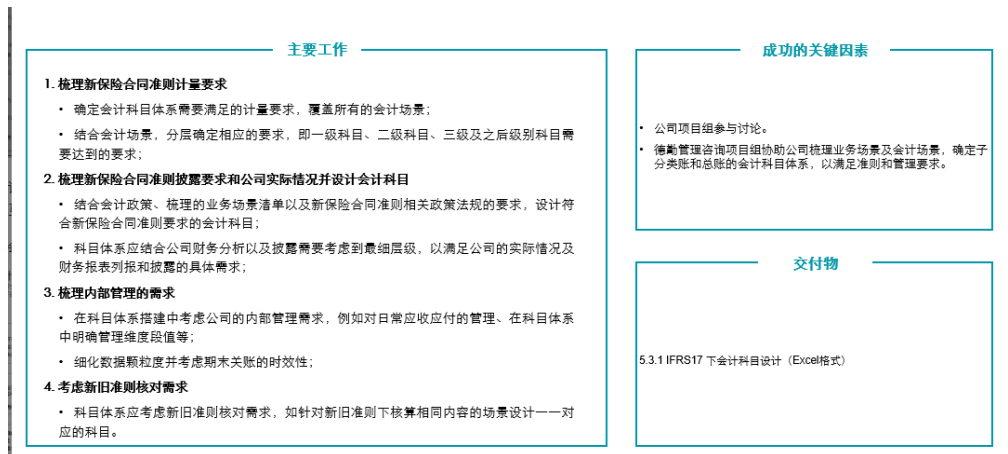 主要工作
1. 梳理新保险合同准则计量要求
• 确定会计科目体系需要满足的计量要求，覆盖所有的会计场景；
• 结合会计场景，分层确定相应的要求，即一级科目、二级科目、三级及之后级别科目需
要达到的要求；
2. 梳理新保险合同准则披露要求和公司实际情况并设计会计科目
• 结合会计政策、梳理的业务场景清单以及新保险合同准则相关政策法规的要求，设计符
合新保险合同准则要求的会计科目；
• 科目体系应结合公司财务分析以及披露需要考虑到最细层级，以满足公司的实际情况及
财务报表列报和披露的具体需求；
3. 梳理内部管理的需求
• 在科目体系搭建中考虑公司的内部管理需求，例如对日常应收应付的管理、在科目体系
中明确管理维度段值等；
• 细化数据颗粒度并考虑期末关账的时效性；
4. 考虑新旧准则核对需求
• 科目体系应考虑新旧准则核对需求，如针对新旧准则下核算相同内容的场景设计一一对
应的科目。
成功的关键因素
• 公司项目组参与讨论。
• 德勤管理咨询项目组协助公司梳理业务场景及会计场景，确定子
分类账和总账的会计科目体系，以满足准则和管理要求。
交付物
5.3.1 IFRS17 下会计科目设计（Excel格式）